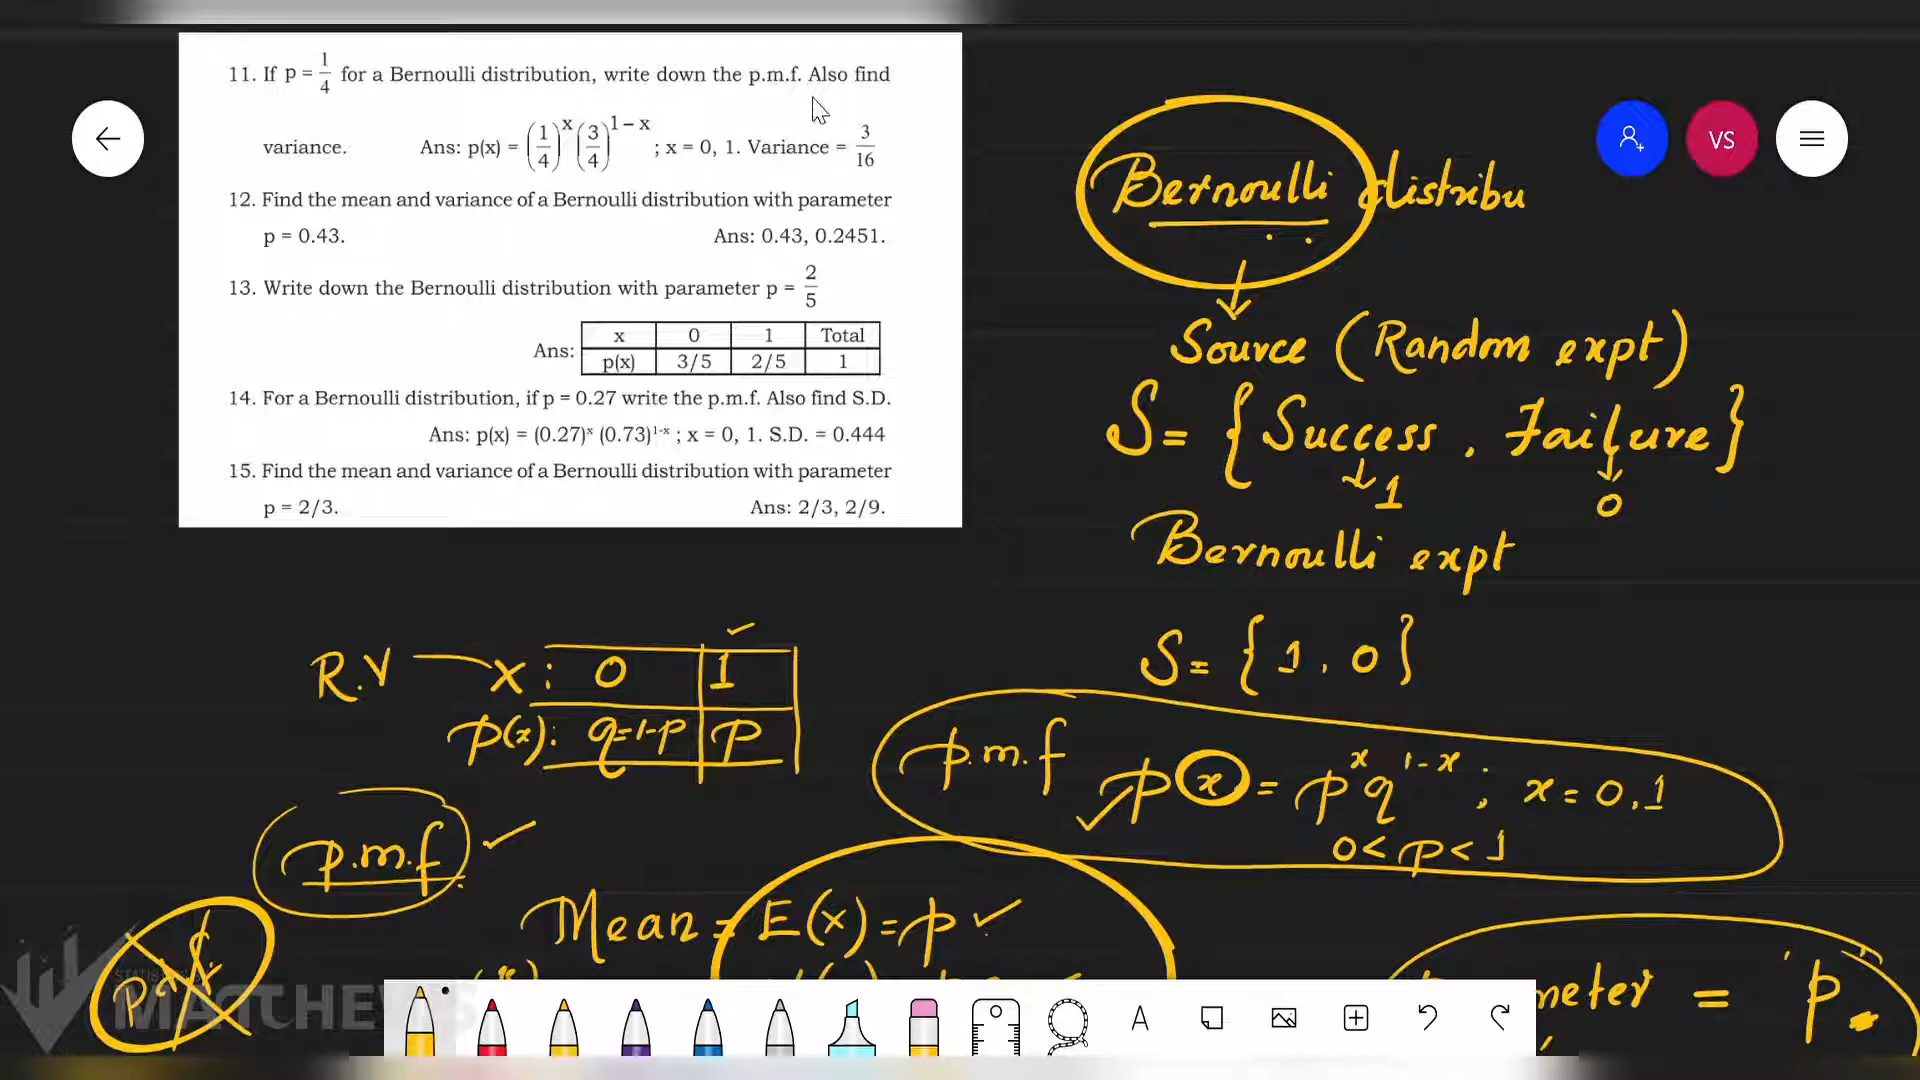 11. If p = 1/4 for a Bernoulli distribution, write down the p.m.f. Also find
variance. Ans: p(x) = (1/4)^x (3/4)^(1 – x) ; x = 0, 1. Variance = 3/16
12. Find the mean and variance of a Bernoulli distribution with parameter
p = 0.43. Ans: 0.43, 0.2451.
13. Write down the Bernoulli distribution with parameter p = 2/5
Ans: x 0 1 Total
p(x) 3/5 2/5 1
14. For a Bernoulli distribution, if p = 0.27 write the p.m.f. Also find S.D.
Ans: p(x) = (0.27)^x (0.73)^(1-x) ; x = 0, 1. S.D. = 0.444
15. Find the mean and variance of a Bernoulli distribution with parameter
p = 2/3. Ans: 2/3, 2/9.
VS
Bernoulli distribu
Source (Random expt)
S = { Success , Failure }
1 0
Bernoulli expt
S = { 1 , 0 }
R.V X : 0 1
p(x): q=1-p p
p.m.f p(x) = p^x q^(1-x) ; x = 0,1
0 < p < 1
p.m.f
Mean = E(x) = p
meter = 'p'
MATTHEWS
A